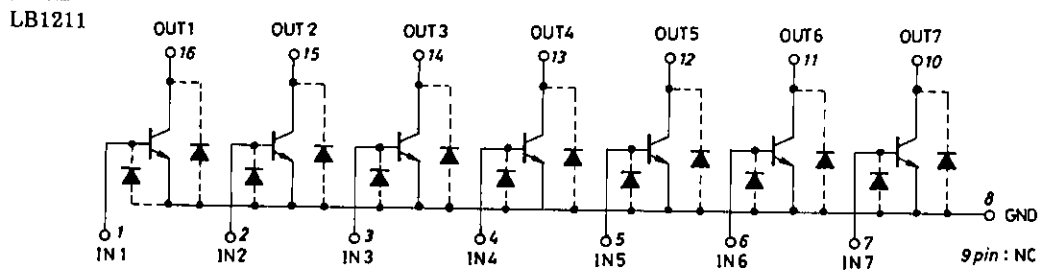 LB1211
OUT1 OUT2 OUT3 OUT4 OUT5 OUT6 OUT7
16 15 14 13 12 11 10
8 GND
1 2 3 4 5 6 7
IN1 IN2 IN3 IN4 IN5 IN6 IN7
9pin : NC